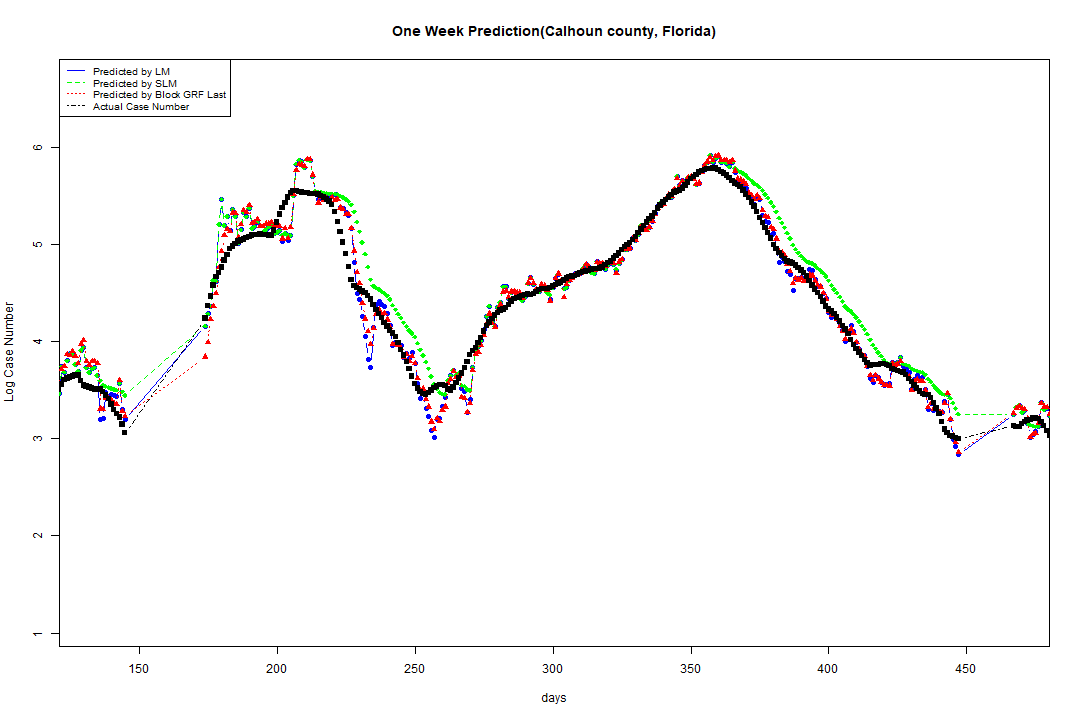 One Week Prediction(Calhoun county, Florida)
Predicted by LM
Predicted by SLM
Predicted by Block GRF Last
Actual Case Number
6
5
4
3
2
1
Log Case Number
150 200 250 300 350 400 450
days